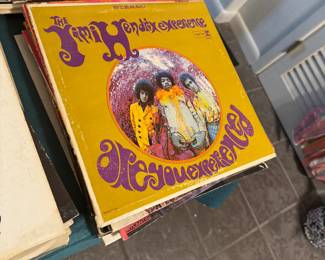 STEREO
THE
Jimi Hendrix experience
are you experienced